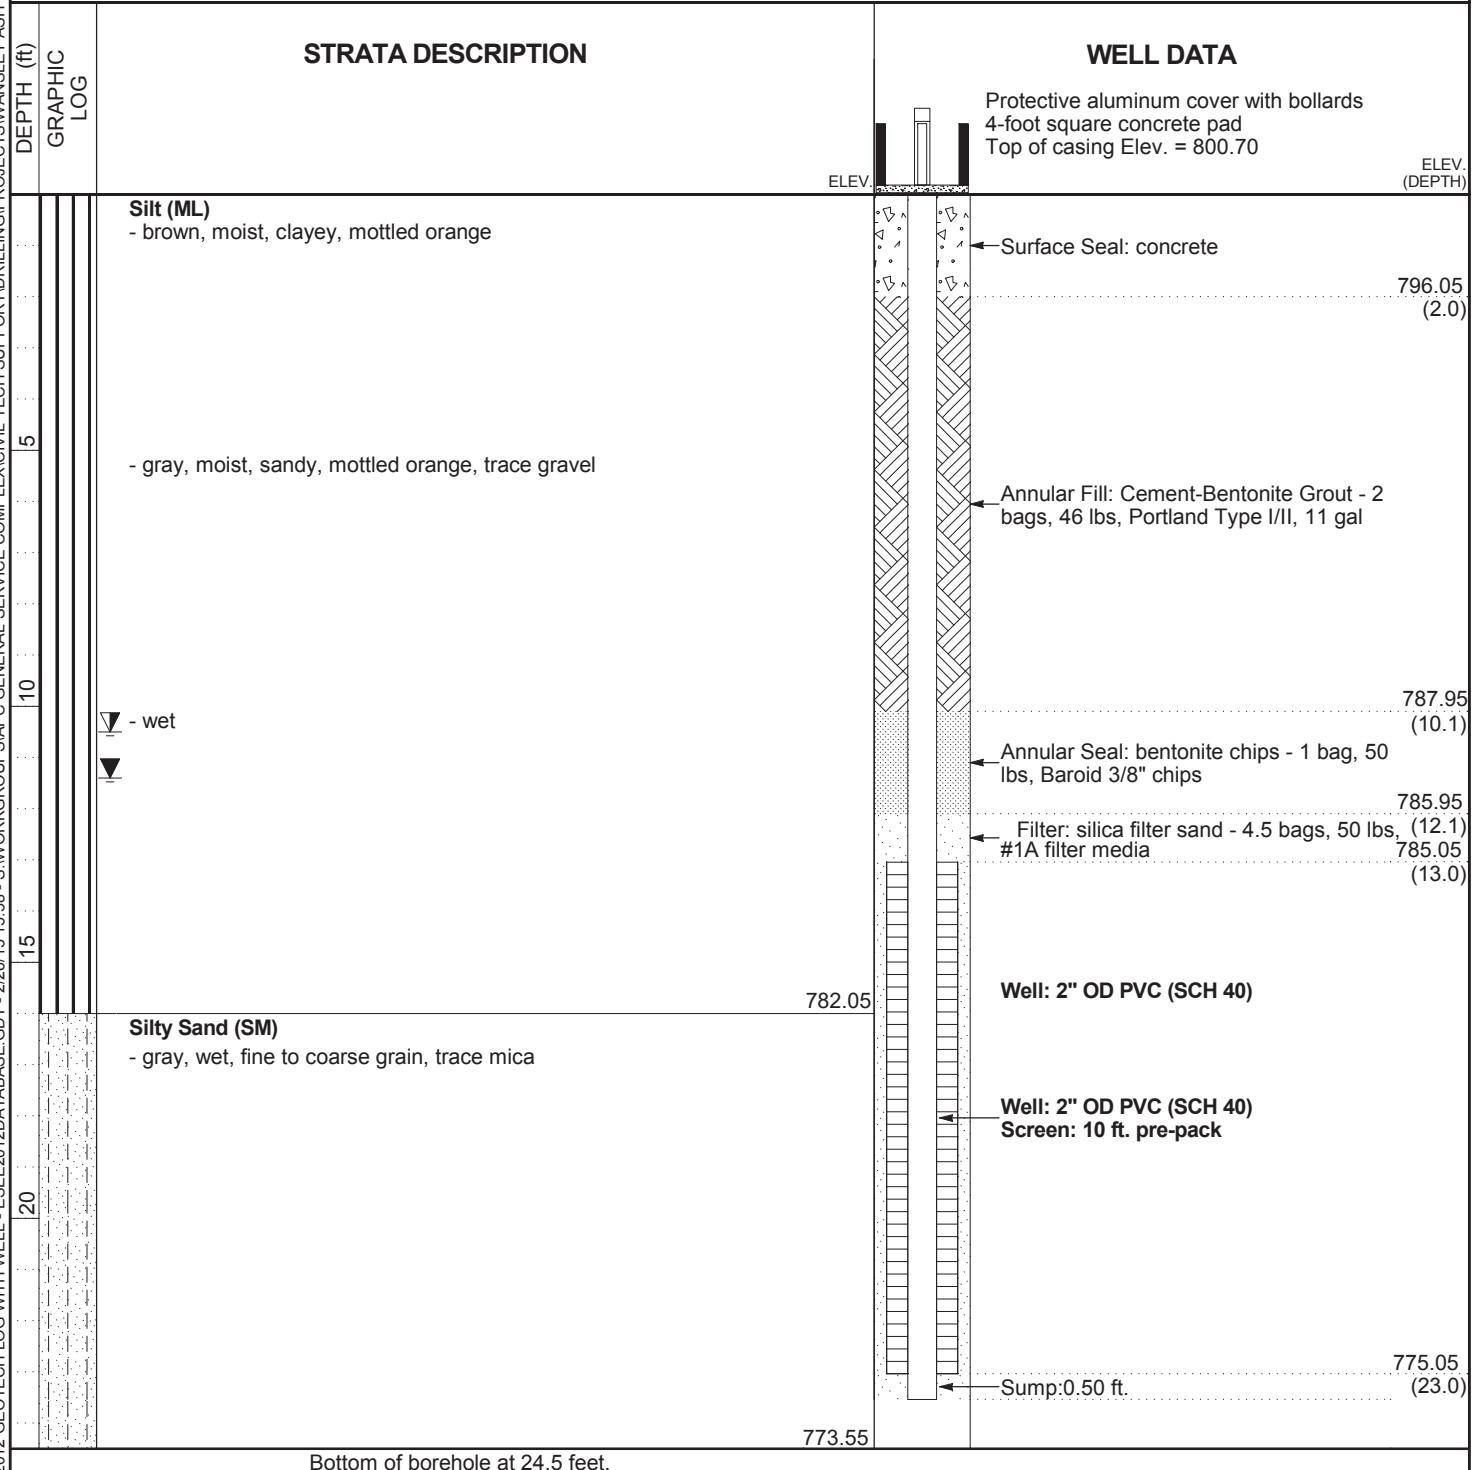 DEPTH (ft)
GRAPHIC
LOG
STRATA DESCRIPTION
ELEV.
WELL DATA
Protective aluminum cover with bollards
4-foot square concrete pad
Top of casing Elev. = 800.70
ELEV.
(DEPTH)
Silt (ML)
- brown, moist, clayey, mottled orange
Surface Seal: concrete
796.05
(2.0)
5
- gray, moist, sandy, mottled orange, trace gravel
Annular Fill: Cement-Bentonite Grout - 2
bags, 46 lbs, Portland Type I/II, 11 gal
10
787.95
(10.1)
- wet
Annular Seal: bentonite chips - 1 bag, 50
lbs, Baroid 3/8" chips
785.95
(12.1)
Filter: silica filter sand - 4.5 bags, 50 lbs,
#1A filter media
785.05
(13.0)
15
Well: 2" OD PVC (SCH 40)
782.05
Silty Sand (SM)
- gray, wet, fine to coarse grain, trace mica
Well: 2" OD PVC (SCH 40)
Screen: 10 ft. pre-pack
20
775.05
(23.0)
Sump:0.50 ft.
773.55
Bottom of borehole at 24.5 feet.